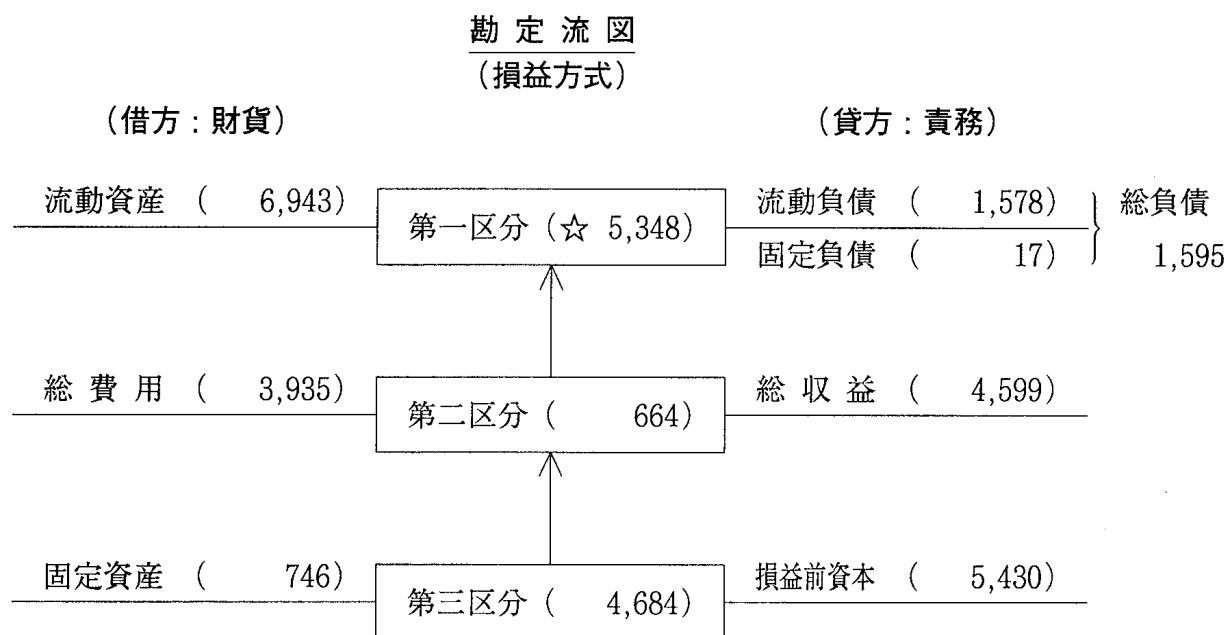 勘定流図
(損益方式)
(借方：財貨) (貸方：責務)
流動資産 ( 6,943) 第一区分 (☆ 5,348) 流動負債 ( 1,578) 総負債
固定負債 ( 17) 1,595
総費用 ( 3,935) 第二区分 ( 664) 総収益 ( 4,599)
固定資産 ( 746) 第三区分 ( 4,684) 損益前資本 ( 5,430)